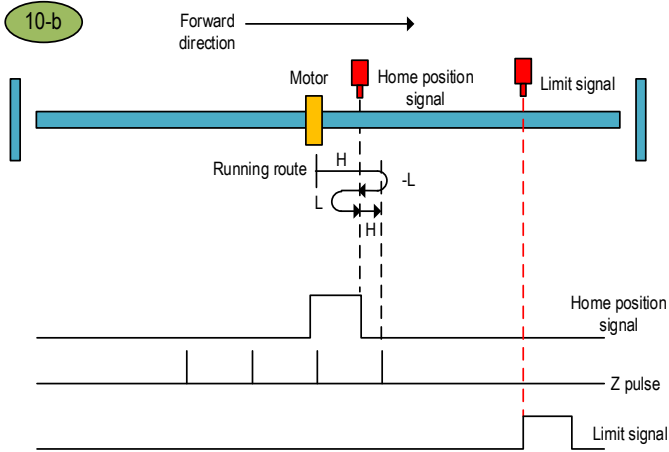 10-b
Forward
direction
Motor
Home position
signal
Limit signal
Running route
H
-L
L
H
Home position
signal
Z pulse
Limit signal